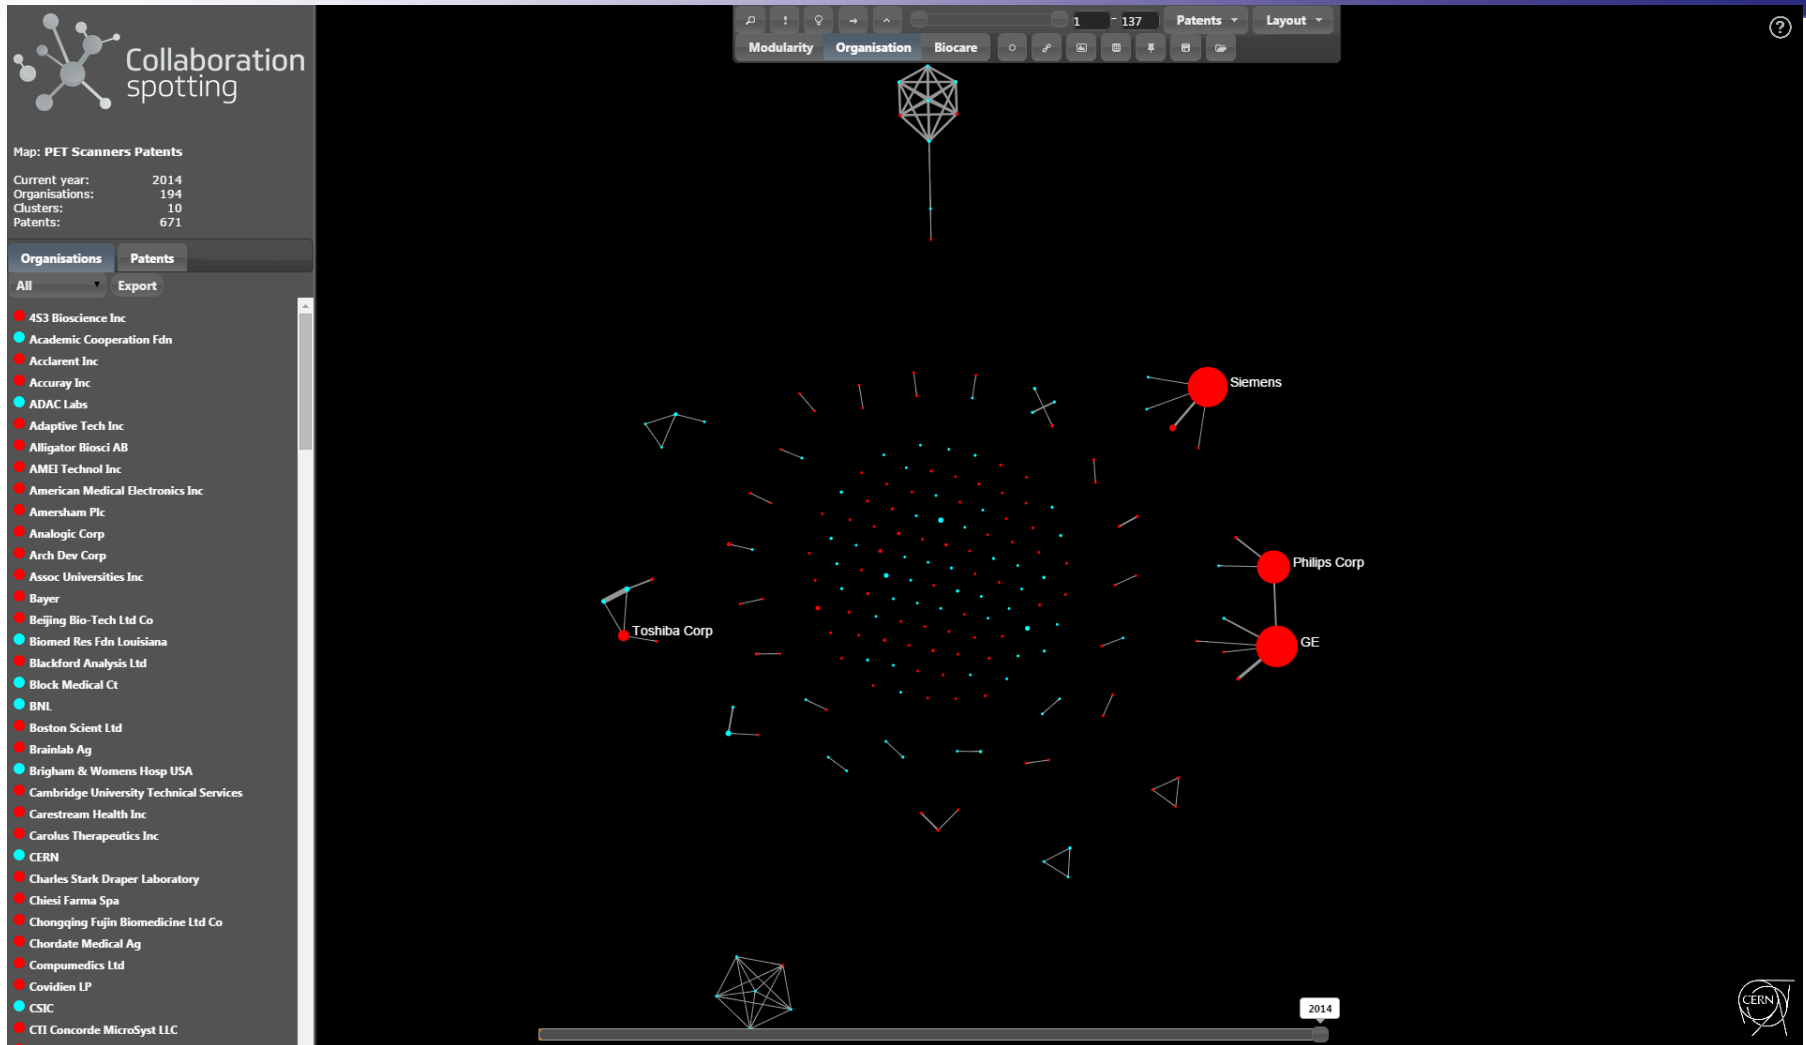 Collaboration
spotting
Map: PET Scanners Patents
Current year: 2014
Organisations: 194
Clusters: 10
Patents: 671
Organisations Patents
All Export
4S3 Bioscience Inc
Academic Cooperation Fdn
Acclarent Inc
Accuray Inc
ADAC Labs
Adaptive Tech Inc
Alligator Biosci AB
AMEI Technol Inc
American Medical Electronics Inc
Amersham Plc
Analogic Corp
Arch Dev Corp
Assoc Universities Inc
Bayer
Beijing Bio-Tech Ltd Co
Biomed Res Fdn Louisiana
Blackford Analysis Ltd
Block Medical Ct
BNL
Boston Scient Ltd
Brainlab Ag
Brigham & Womens Hosp USA
Cambridge University Technical Services
Carestream Health Inc
Carolus Therapeutics Inc
CERN
Charles Stark Draper Laboratory
Chiesi Farma Spa
Chongqing Fujin Biomedicine Ltd Co
Chordate Medical Ag
Compumedics Ltd
Covidien LP
CSIC
CTI Concorde MicroSyst LLC
1 - 137 Patents Layout
Modularity Organisation Biocare
?
Siemens
Philips Corp
GE
Toshiba Corp
2014
CERN